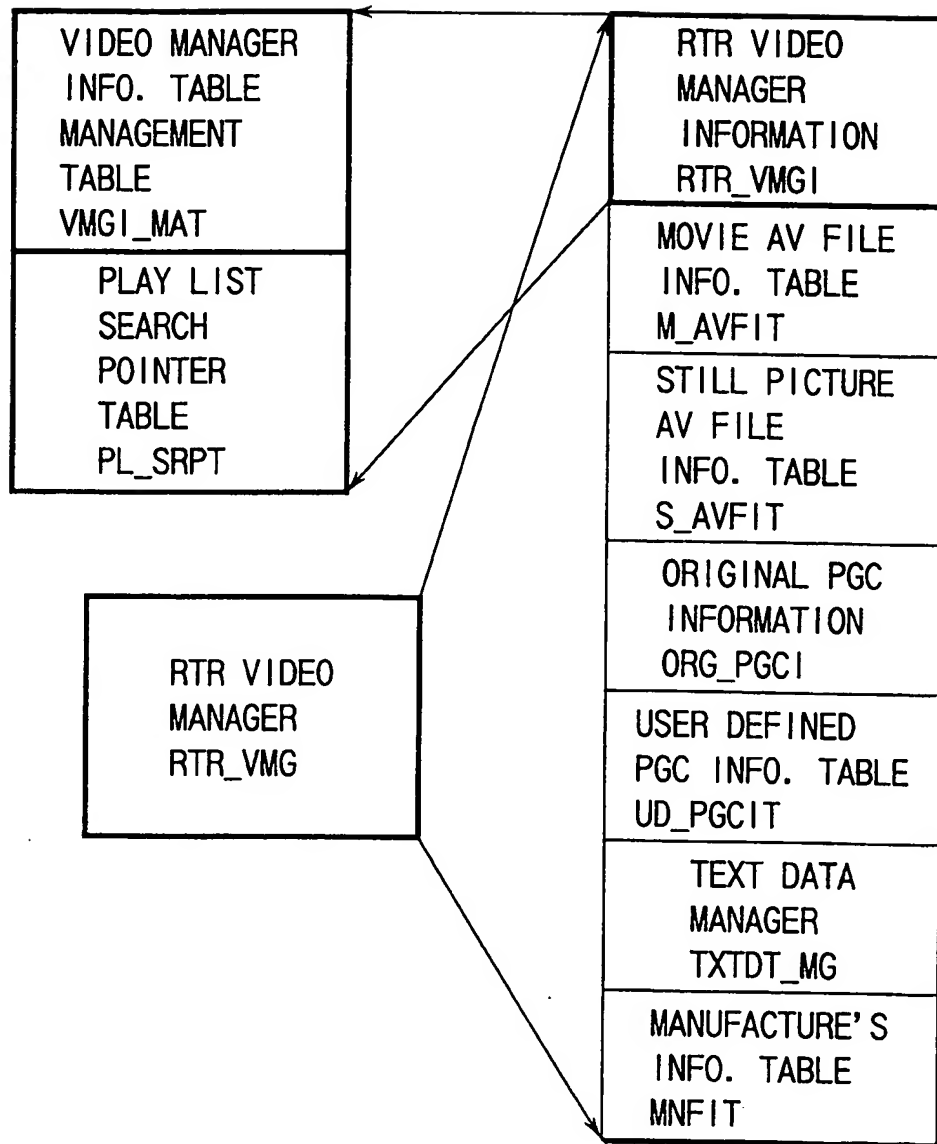 VIDEO MANAGER
INFO. TABLE
MANAGEMENT
TABLE
VMGI_MAT
PLAY LIST
SEARCH
POINTER
TABLE
PL_SRPT
RTR VIDEO
MANAGER
RTR_VMG
RTR VIDEO
MANAGER
INFORMATION
RTR_VMGI
MOVIE AV FILE
INFO. TABLE
M_AVFIT
STILL PICTURE
AV FILE
INFO. TABLE
S_AVFIT
ORIGINAL PGC
INFORMATION
ORG_PGCI
USER DEFINED
PGC INFO. TABLE
UD_PGCIT
TEXT DATA
MANAGER
TXTDT_MG
MANUFACTURE'S
INFO. TABLE
MNFIT